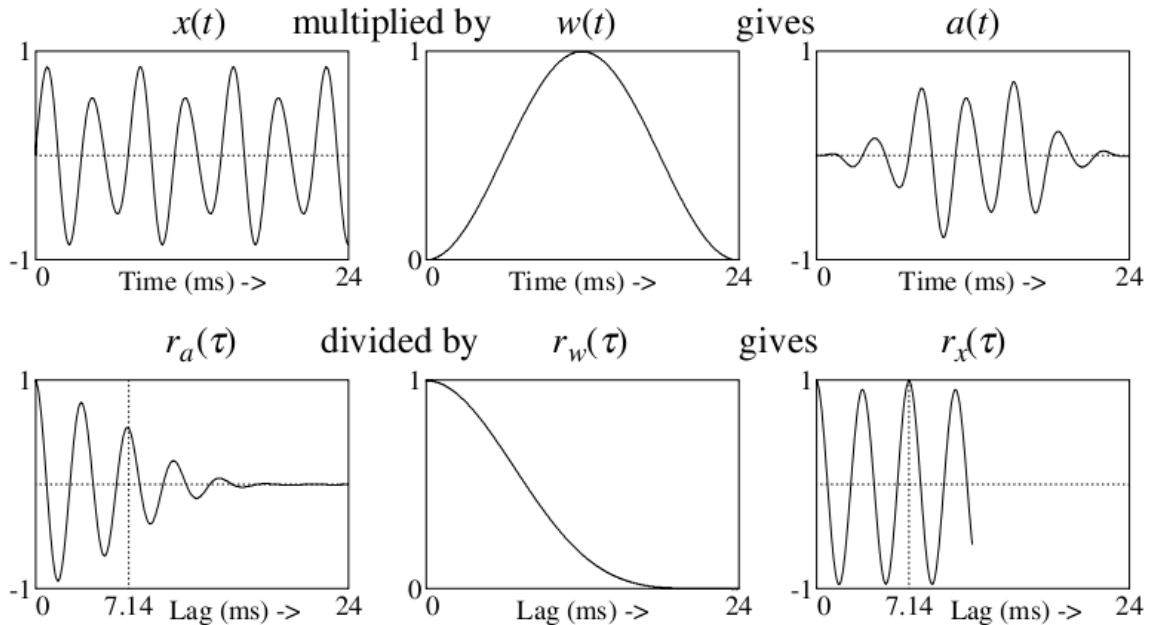 x(t) multiplied by w(t) gives a(t)
1 1 1
-1 0 -1
0 Time (ms) -> 24 0 Time (ms) -> 24 0 Time (ms) -> 24
r_a(τ) divided by r_w(τ) gives r_x(τ)
1 1 1
-1 0 -1
0 7.14 Lag (ms) -> 24 0 Lag (ms) -> 24 0 7.14 Lag (ms) -> 24